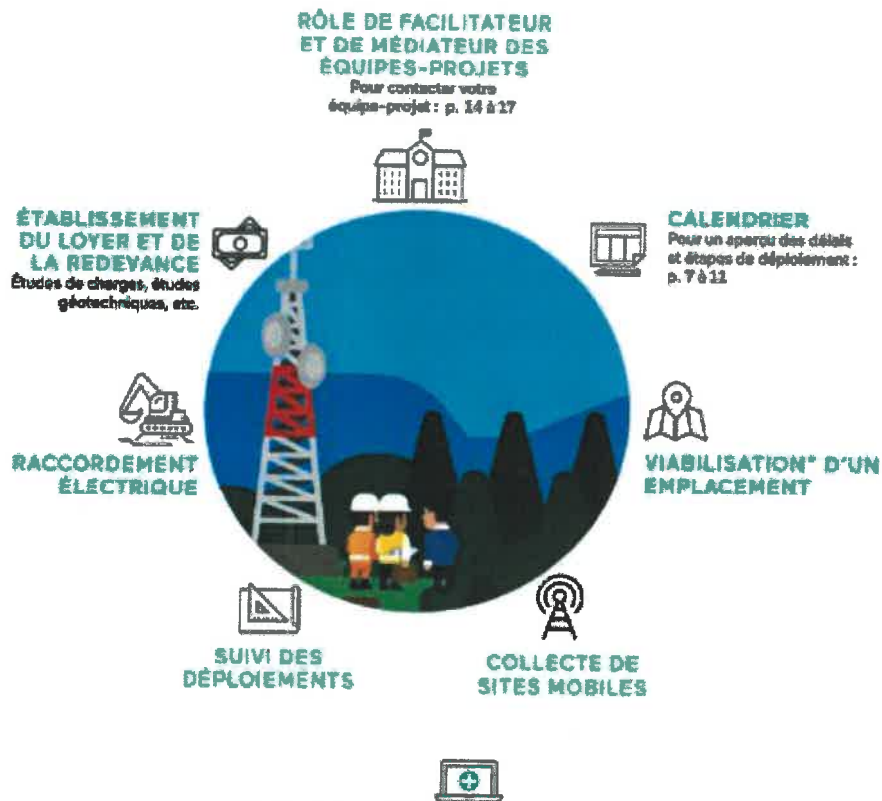 RÔLE DE FACILITATEUR
ET DE MÉDIATEUR DES
ÉQUIPES-PROJETS
Pour contacter votre
équipe-projet : p. 14 à 17
ÉTABLISSEMENT
DU LOYER ET DE
LA REDEVANCE
Études de charges, études
géotechniques, etc.
CALENDRIER
Pour un aperçu des délais
et étapes de déploiement :
p. 7 à 11
RACCORDEMENT
ÉLECTRIQUE
VIABILISATION* D'UN
EMPLACEMENT
SUIVI DES
DÉPLOIEMENTS
COLLECTE DE
SITES MOBILES